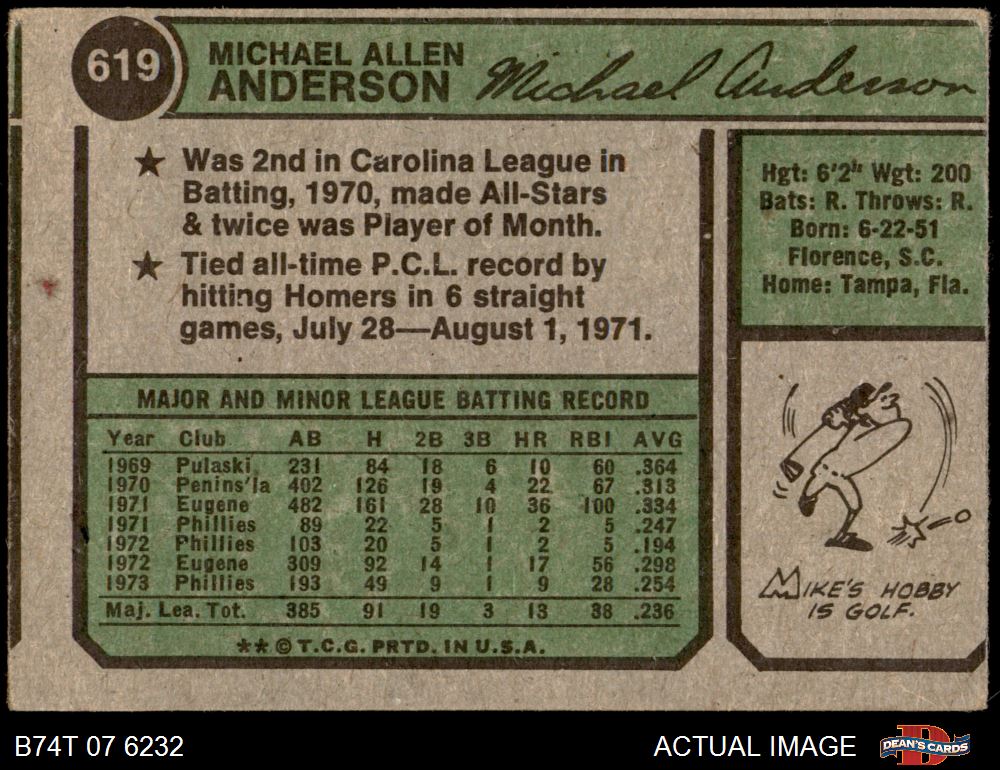 619
MICHAEL ALLEN
ANDERSON
Michael Anderson
★ Was 2nd in Carolina League in
Batting, 1970, made All-Stars
& twice was Player of Month.
★ Tied all-time P.C.L. record by
hitting Homers in 6 straight
games, July 28—August 1, 1971.
Hgt: 6'2" Wgt: 200
Bats: R. Throws: R.
Born: 6-22-51
Florence, S.C.
Home: Tampa, Fla.
MAJOR AND MINOR LEAGUE BATTING RECORD
Year Club AB H 2B 3B HR RBI AVG
1969 Pulaski 231 84 18 6 10 60 .364
1970 Penins'la 402 126 19 4 22 67 .313
1971 Eugene 482 161 28 10 36 100 .334
1971 Phillies 89 22 5 1 2 5 .247
1972 Phillies 103 20 5 1 2 5 .194
1972 Eugene 309 92 14 1 17 56 .298
1973 Phillies 193 49 9 1 9 28 .254
Maj. Lea. Tot. 385 91 19 3 13 38 .236
** © T.C.G. PRTD. IN U.S.A.
MIKE'S HOBBY
IS GOLF.
B74T 07 6232
ACTUAL IMAGE
D
DEAN'S CARDS